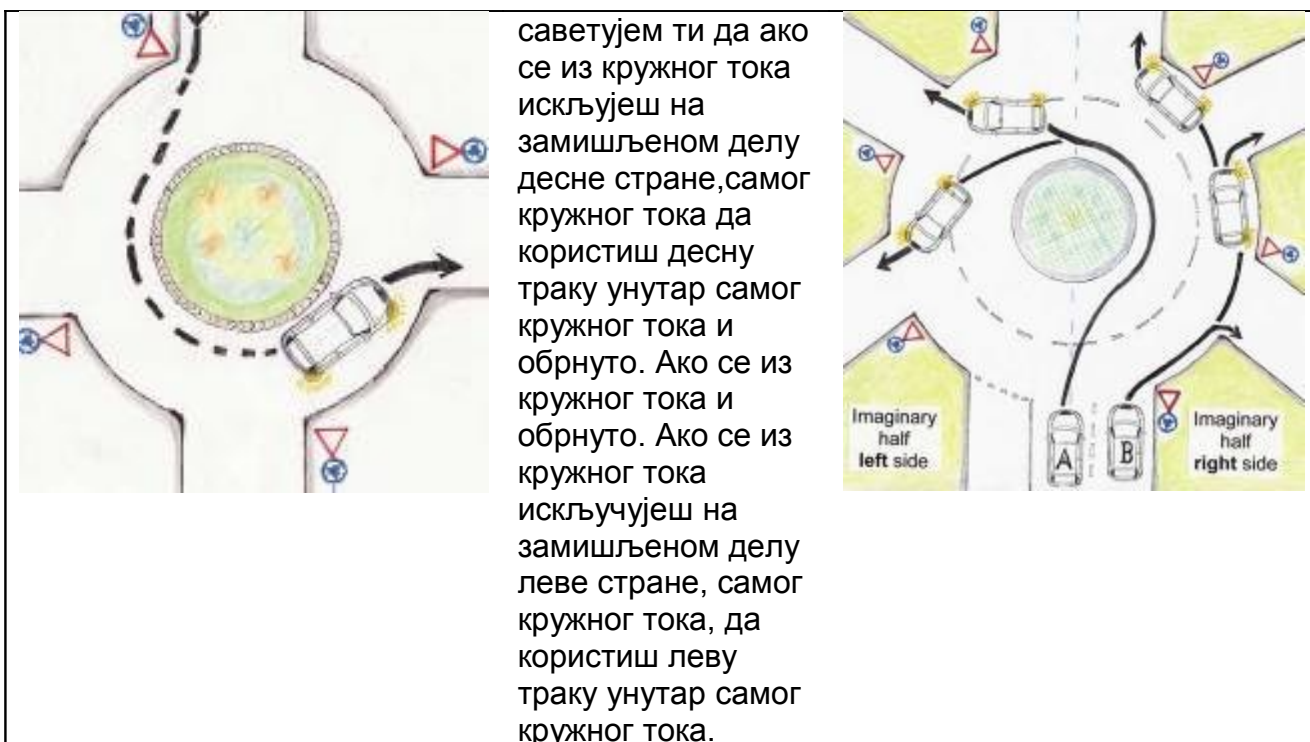 саветујем ти да ако
се из кружног тока
искљујеш на
замишљеном делу
десне стране,самог
кружног тока да
користиш десну
траку унутар самог
кружног тока и
обрнуто. Ако се из
кружног тока и
обрнуто. Ако се из
кружног тока
искључујеш на
замишљеном делу
леве стране, самог
кружног тока, да
користиш леву
траку унутар самог
кружног тока.
Imaginary
half
left side
A
B
Imaginary
half
right side